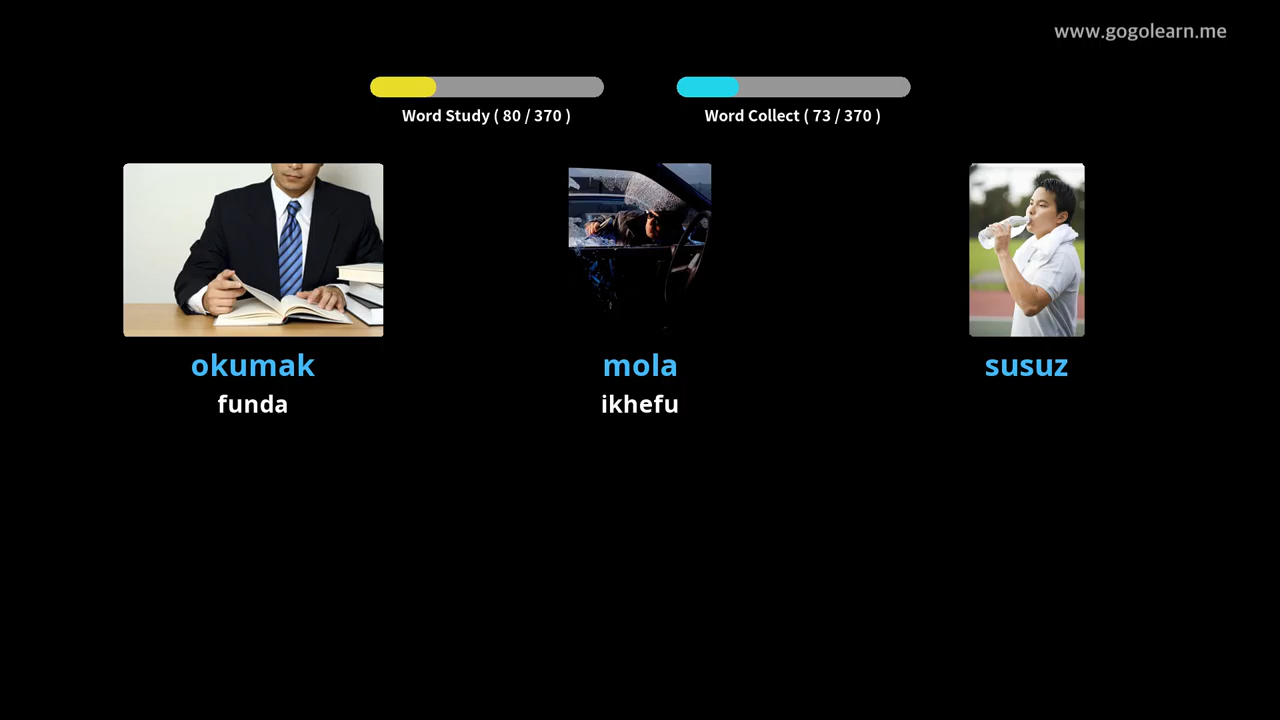 www.gogolearn.me
Word Study ( 80 / 370 )
Word Collect ( 73 / 370 )
okumak
mola
susuz
funda
ikhefu